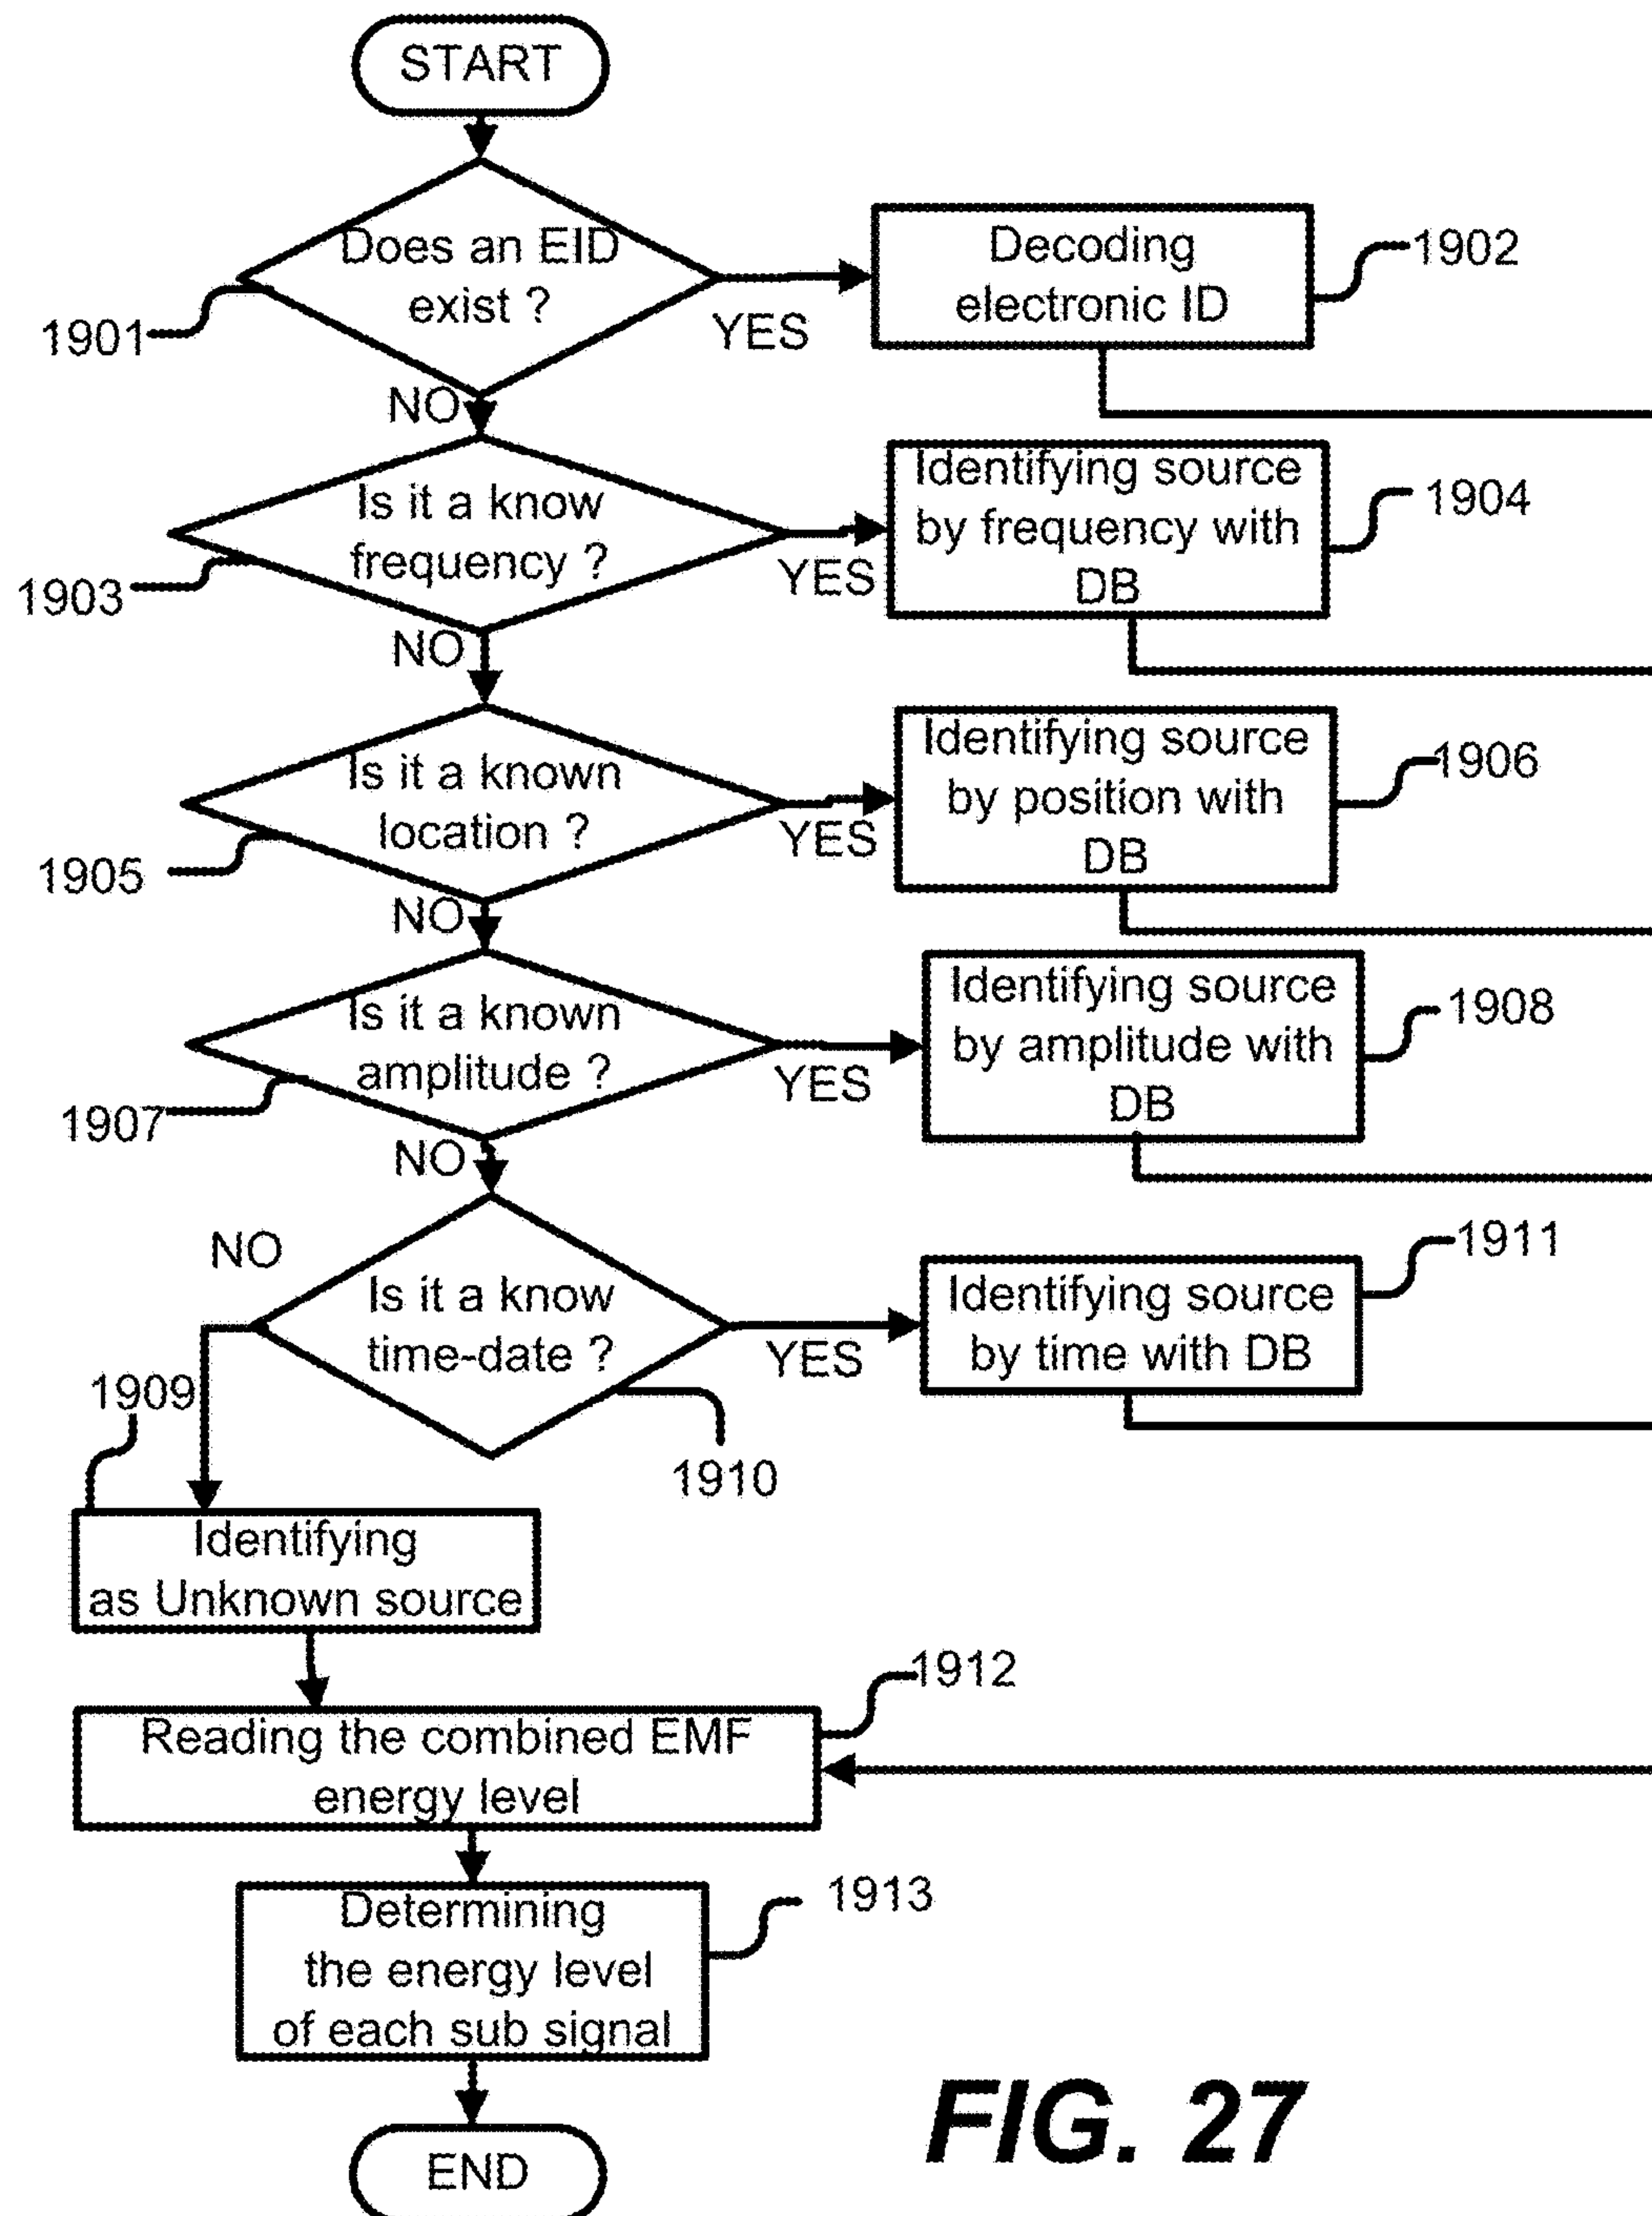 START
Does an EID
exist ?
1901
YES
Decoding
electronic ID
1902
NO
Is it a know
frequency ?
1903
YES
Identifying source
by frequency with
DB
1904
NO
Is it a known
location ?
1905
YES
Identifying source
by position with
DB
1906
NO
Is it a known
amplitude ?
1907
YES
Identifying source
by amplitude with
DB
1908
NO
Is it a know
time-date ?
1910
YES
Identifying source
by time with DB
1911
NO
1909
Identifying
as Unknown source
Reading the combined EMF
energy level
1912
Determining
the energy level
of each sub signal
1913
END
FIG. 27